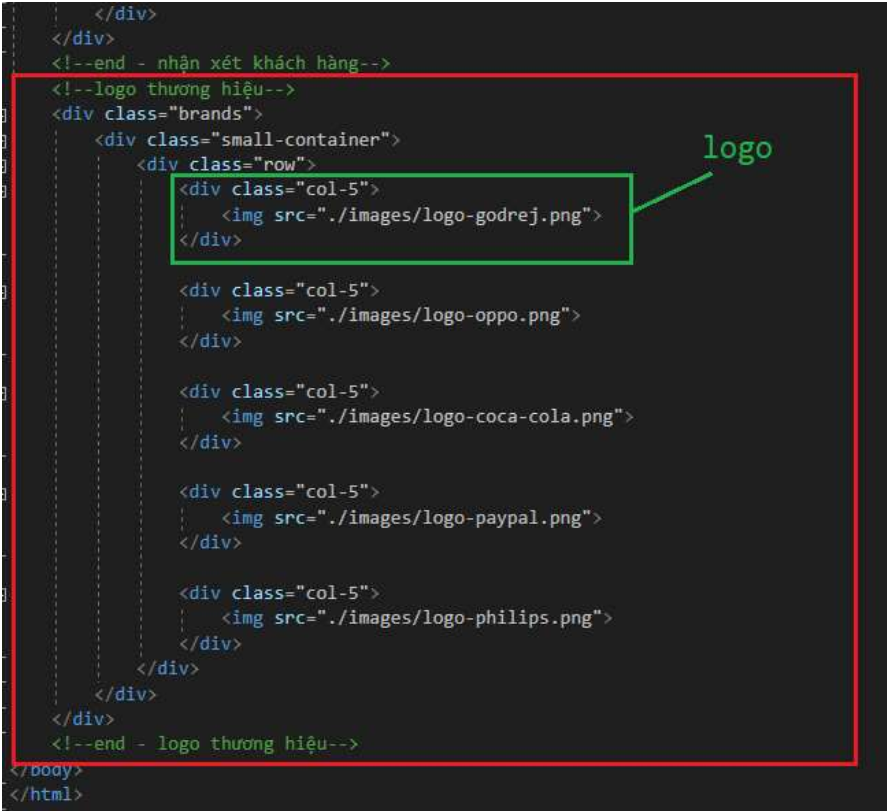 </div>
</div>
<!--end - nhận xét khách hàng-->
<!--logo thương hiệu-->
<div class="brands">
<div class="small-container">
<div class="row">
logo
<div class="col-5">
<img src="./images/logo-godrej.png">
</div>
<div class="col-5">
<img src="./images/logo-oppo.png">
</div>
<div class="col-5">
<img src="./images/logo-coca-cola.png">
</div>
<div class="col-5">
<img src="./images/logo-paypal.png">
</div>
<div class="col-5">
<img src="./images/logo-philips.png">
</div>
</div>
</div>
</div>
<!--end - logo thương hiệu-->
</body>
</html>